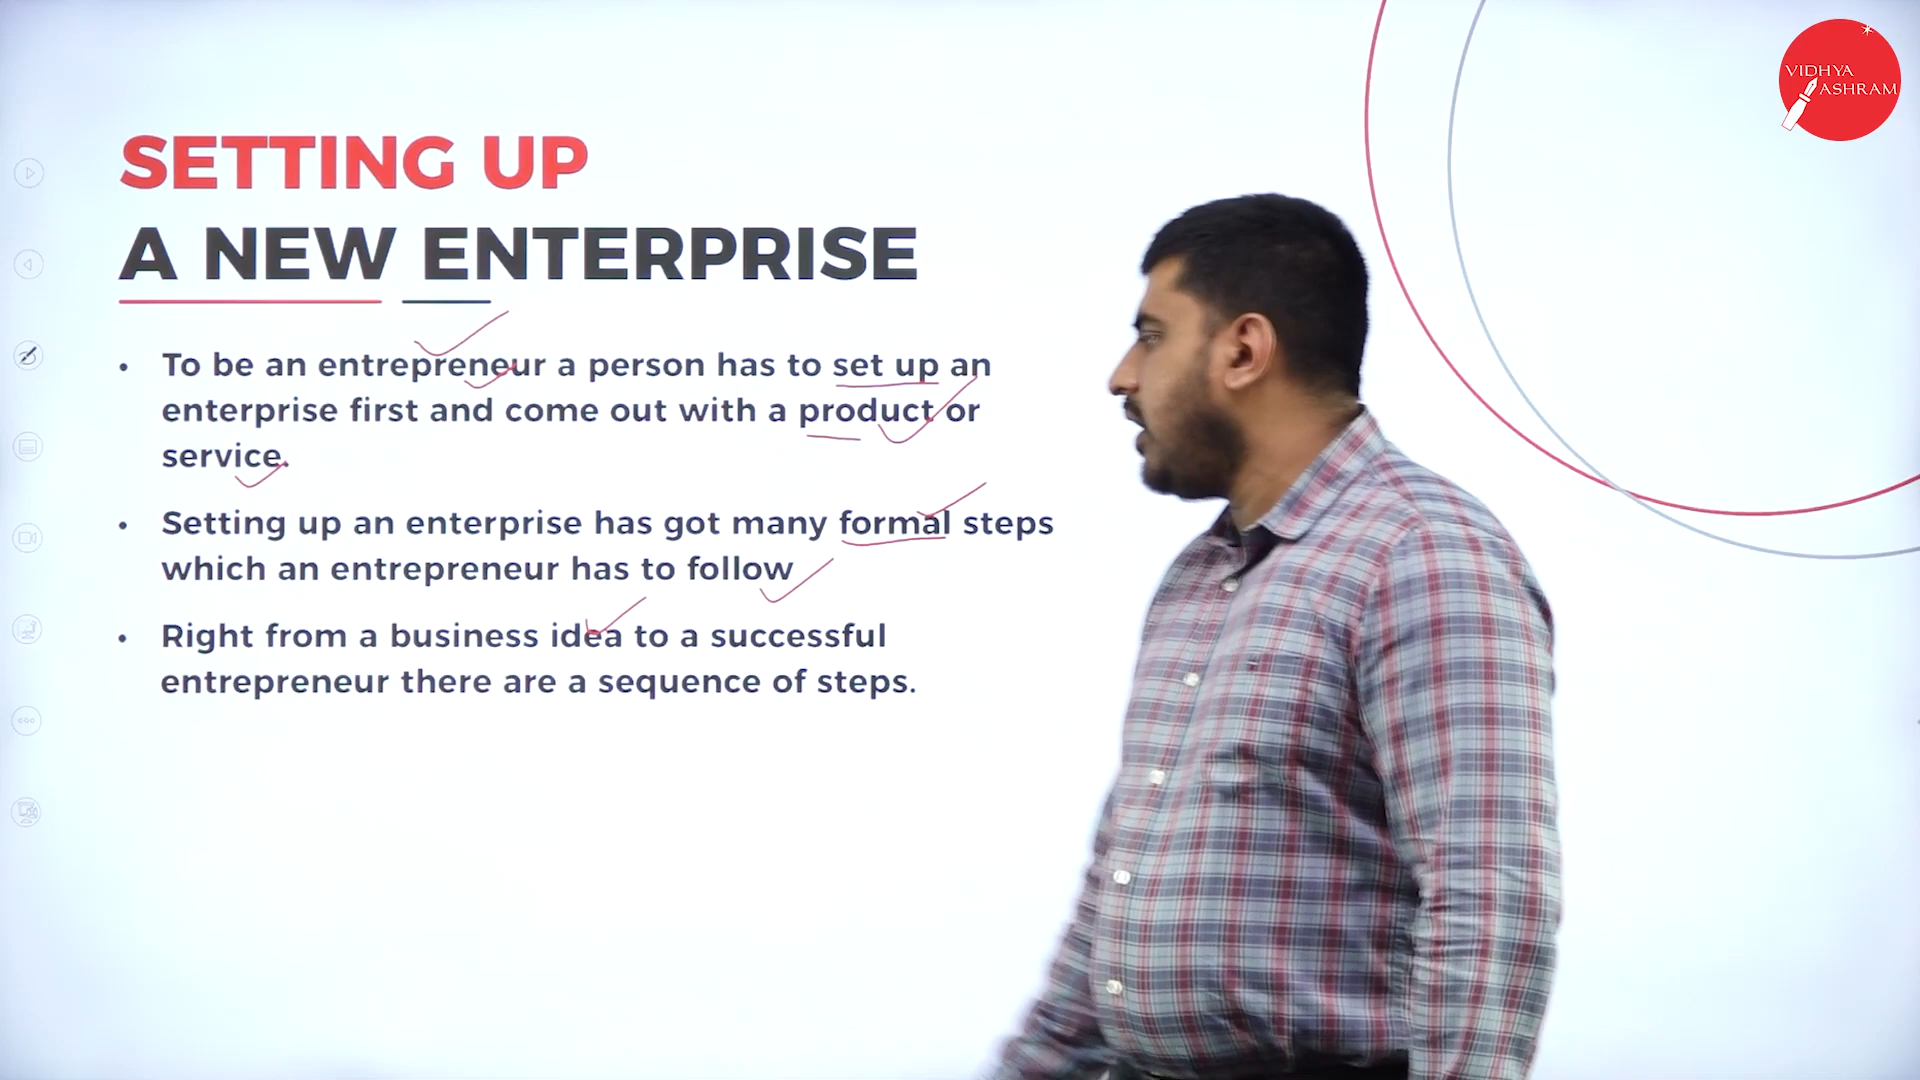 VIDHYA
ASHRAM
SETTING UP
A NEW ENTERPRISE
• To be an entrepreneur a person has to set up an
enterprise first and come out with a product or
service.
• Setting up an enterprise has got many formal steps
which an entrepreneur has to follow
• Right from a business idea to a successful
entrepreneur there are a sequence of steps.